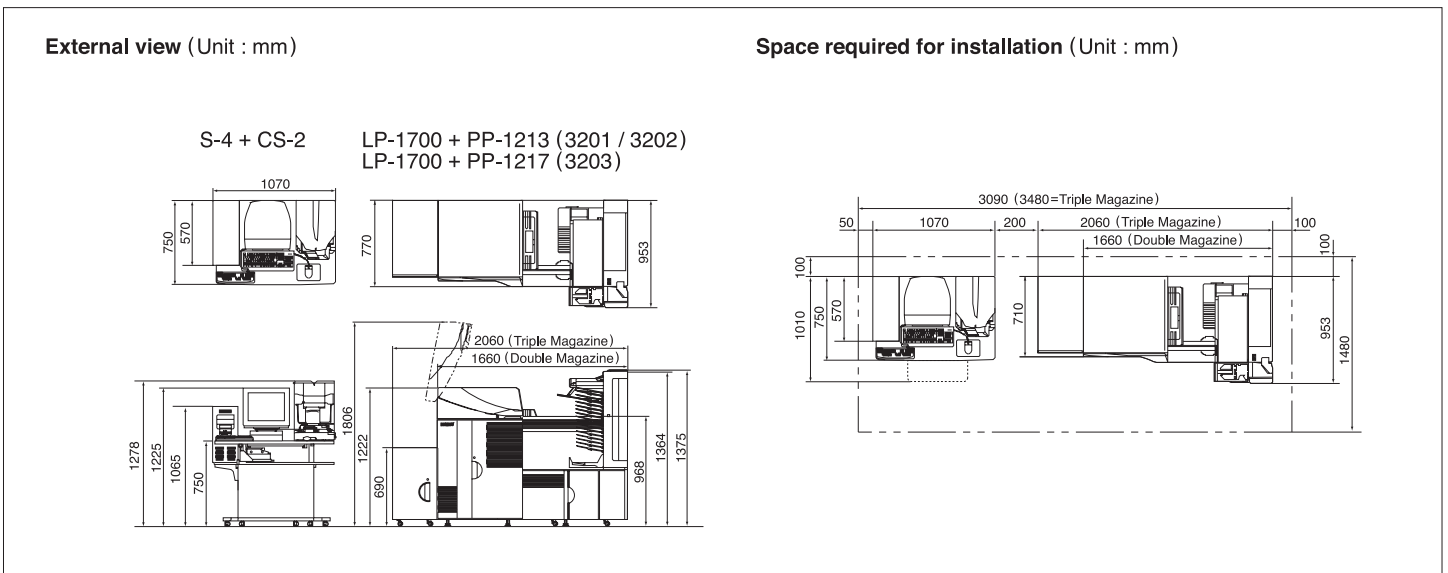 External view (Unit : mm)
Space required for installation (Unit : mm)
S-4 + CS-2
LP-1700 + PP-1213 (3201 / 3202)
LP-1700 + PP-1217 (3203)
1070
750
570
770
953
2060 (Triple Magazine)
1660 (Double Magazine)
1278
1225
1065
750
1806
1222
690
968
1364
1375
3090 (3480=Triple Magazine)
50
1070
200
2060 (Triple Magazine)
100
1660 (Double Magazine)
100
100
1010
750
570
710
953
1480